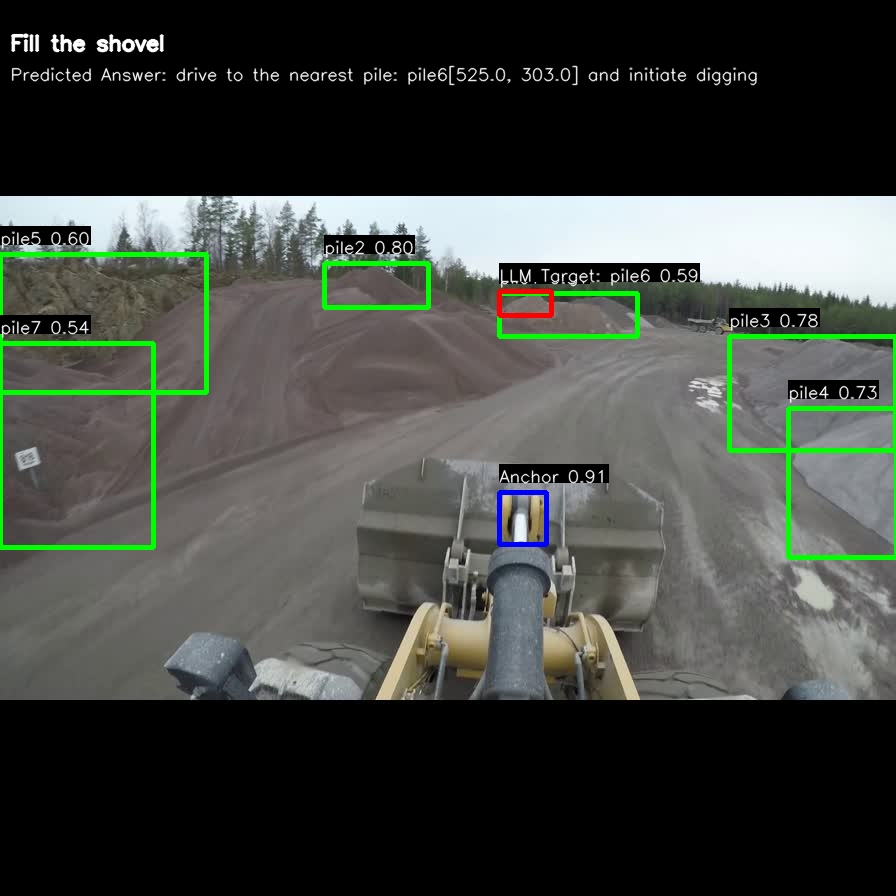 Fill the shovel
Predicted Answer: drive to the nearest pile: pile6[525.0, 303.0] and initiate digging
pile5 0.60
pile2 0.80
LLM Target: pile6 0.59
pile7 0.54
pile3 0.78
pile4 0.73
Anchor 0.91